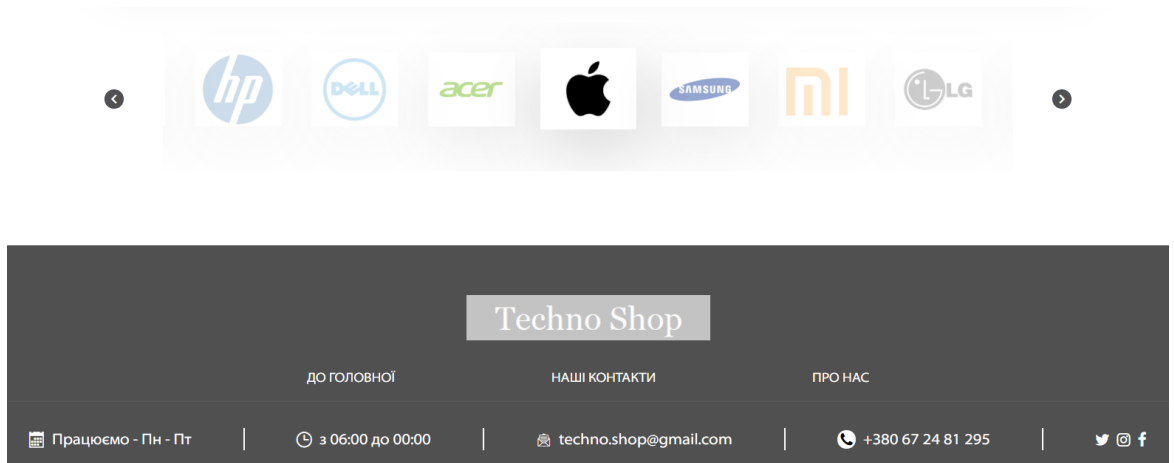 hp
DELL
acer
SAMSUNG
mi
LG
Techno Shop
ДО ГОЛОВНОЇ
НАШІ КОНТАКТИ
ПРО НАС
Працюємо - Пн - Пт
з 06:00 до 00:00
techno.shop@gmail.com
+380 67 24 81 295